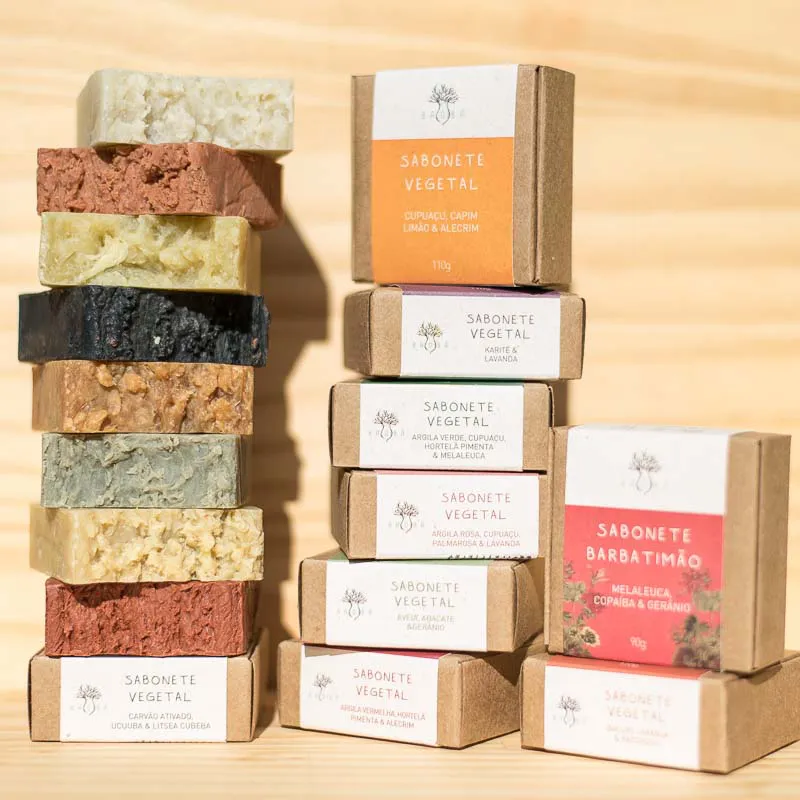 BAOBÁ
SABONETE
VEGETAL
CUPUAÇU, CAPIM
LIMÃO & ALECRIM
110g
SABONETE
VEGETAL
KARITÉ &
LAVANDA
SABONETE
VEGETAL
ARGILA VERDE, CUPUAÇU,
HORTELÃ PIMENTA
& MELALEUCA
SABONETE
VEGETAL
ARGILA ROSA, CUPUAÇU,
PALMAROSA & LAVANDA
SABONETE
VEGETAL
AVEIA, ABACATE
&GERÂNIO
SABONETE
VEGETAL
ARGILA VERMELHA, HORTELÃ
PIMENTA & ALECRIM
SABONETE
VEGETAL
CARVÃO ATIVADO,
UCUUBA & LITSEA CUBEBA
SABONETE
BARBATIMÃO
MELALEUCA,
COPAÍBA & GERÂNIO
90g
SABONETE
VEGETAL